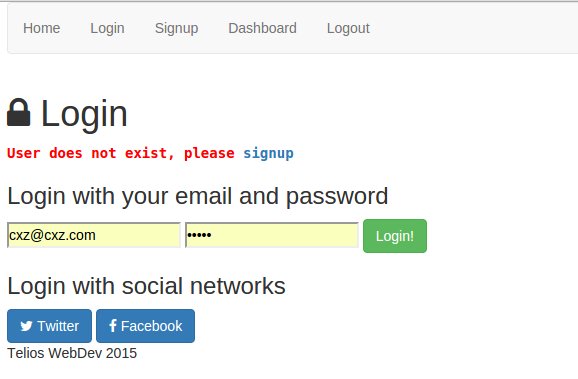 Home Login Signup Dashboard Logout
Login
User does not exist, please signup
Login with your email and password
cxz@cxz.com ••••• Login!
Login with social networks
Twitter Facebook
Telios WebDev 2015